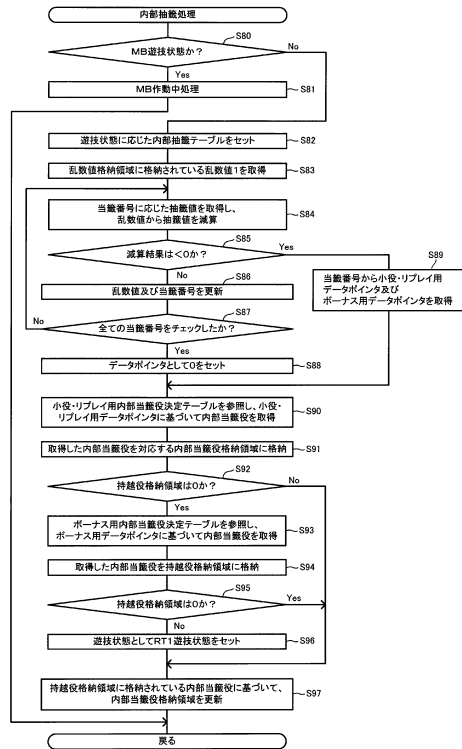 内部抽籤処理
S80
MB遊技状態か?
No
Yes
S81
MB作動中処理
S82
遊技状態に応じた内部抽籤テーブルをセット
S83
乱数値格納領域に格納されている乱数値1を取得
S84
当籤番号に応じた抽籤値を取得し、
乱数値から抽籤値を減算
S85
減算結果は<0か?
Yes
No
S89
当籤番号から小役・リプレイ用
データポインタ及び
ボーナス用データポインタを取得
S86
乱数値及び当籤番号を更新
S87
全ての当籤番号をチェックしたか?
No
Yes
S88
データポインタとして0をセット
S90
小役・リプレイ用内部当籤役決定テーブルを参照し、小役・
リプレイ用データポインタに基づいて内部当籤役を取得
S91
取得した内部当籤役を対応する内部当籤役格納領域に格納
S92
持越役格納領域は0か?
No
Yes
S93
ボーナス用内部当籤役決定テーブルを参照し、
ボーナス用データポインタに基づいて内部当籤役を取得
S94
取得した内部当籤役を持越役格納領域に格納
S95
持越役格納領域は0か?
Yes
No
S96
遊技状態としてRT1遊技状態をセット
S97
持越役格納領域に格納されている内部当籤役に基づいて、
内部当籤役格納領域を更新
戻る